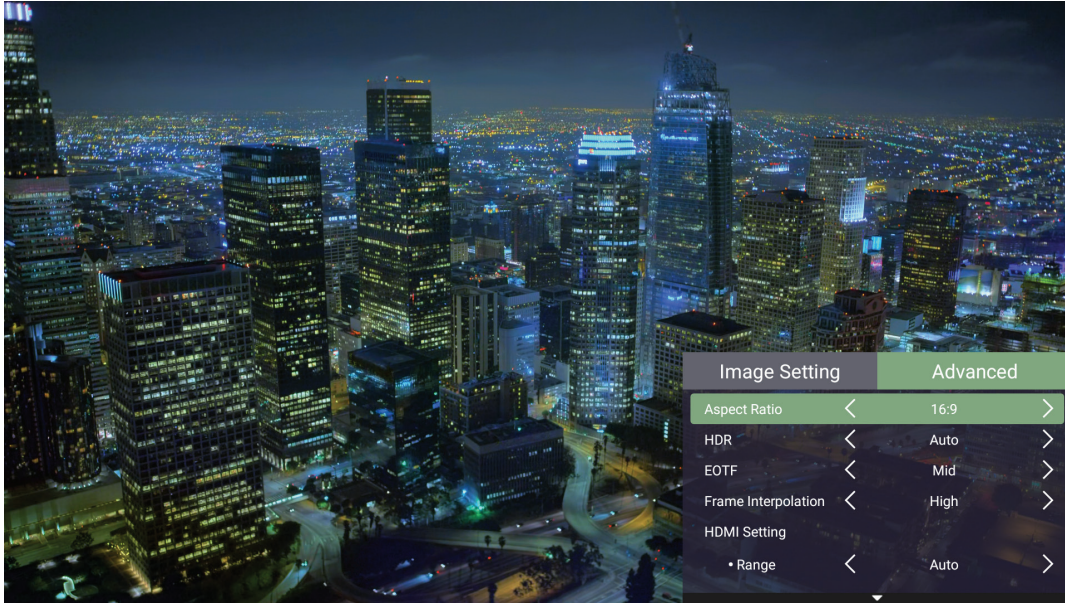 Image Setting Advanced
Aspect Ratio 16:9
HDR Auto
EOTF Mid
Frame Interpolation High
HDMI Setting
• Range Auto